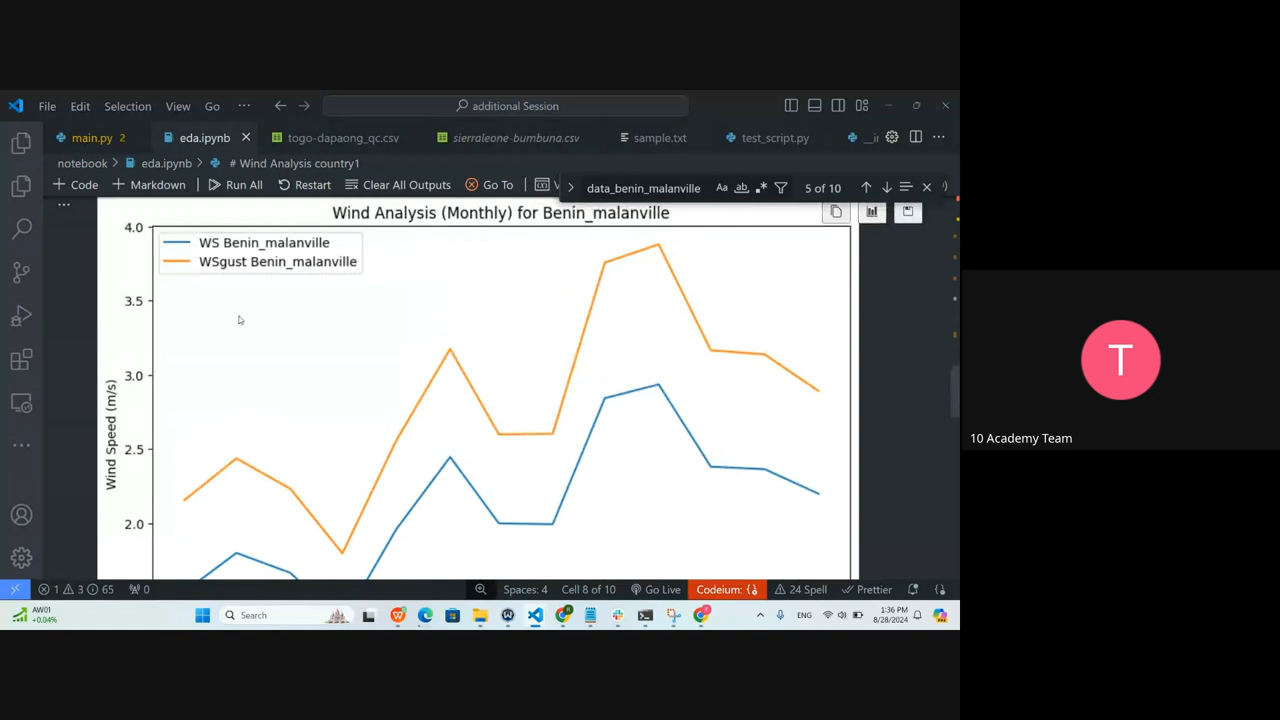 File Edit Selection View Go ··· additional Session
main.py 2 eda.ipynb togo-dapaong_qc.csv sierraleone-bumbuna.csv sample.txt test_script.py
notebook > eda.ipynb > # Wind Analysis country1
+ Code + Markdown Run All Restart Clear All Outputs Go To
data_benin_malanville Aa ab 5 of 10
Wind Analysis (Monthly) for Benin_malanville
4.0
WS Benin_malanville
WSgust Benin_malanville
3.5
3.0
2.5
2.0
Wind Speed (m/s)
T
10 Academy Team
1 3 65 0 Spaces: 4 Cell 8 of 10 Go Live Codeium: {} 24 Spell Prettier {}
AW01
+0.04%
Search
ENG
1:36 PM
8/28/2024